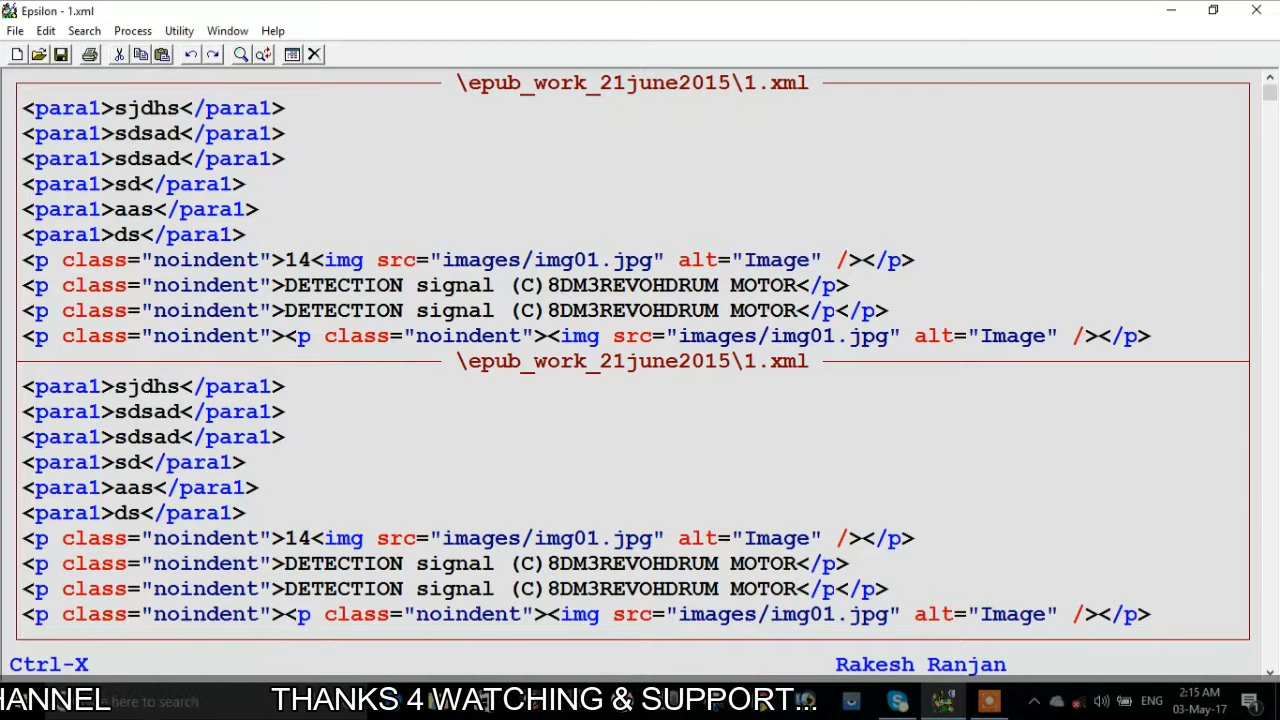 Epsilon - 1.xml
File Edit Search Process Utility Window Help
\epub_work_21june2015\1.xml
<para1>sjdhs</para1>
<para1>sdsad</para1>
<para1>sdsad</para1>
<para1>sd</para1>
<para1>aas</para1>
<para1>ds</para1>
<p class="noindent">14<img src="images/img01.jpg" alt="Image" /></p>
<p class="noindent">DETECTION signal (C)8DM3REVOHDRUM MOTOR</p>
<p class="noindent">DETECTION signal (C)8DM3REVOHDRUM MOTOR</p</p>
<p class="noindent"><p class="noindent"><img src="images/img01.jpg" alt="Image" /></p>
\epub_work_21june2015\1.xml
<para1>sjdhs</para1>
<para1>sdsad</para1>
<para1>sdsad</para1>
<para1>sd</para1>
<para1>aas</para1>
<para1>ds</para1>
<p class="noindent">14<img src="images/img01.jpg" alt="Image" /></p>
<p class="noindent">DETECTION signal (C)8DM3REVOHDRUM MOTOR</p>
<p class="noindent">DETECTION signal (C)8DM3REVOHDRUM MOTOR</p</p>
<p class="noindent"><p class="noindent"><img src="images/img01.jpg" alt="Image" /></p>
Ctrl-X Rakesh Ranjan
HANNEL here to search THANKS 4 WATCHING & SUPPORT... ENG 2:15 AM
03-May-17